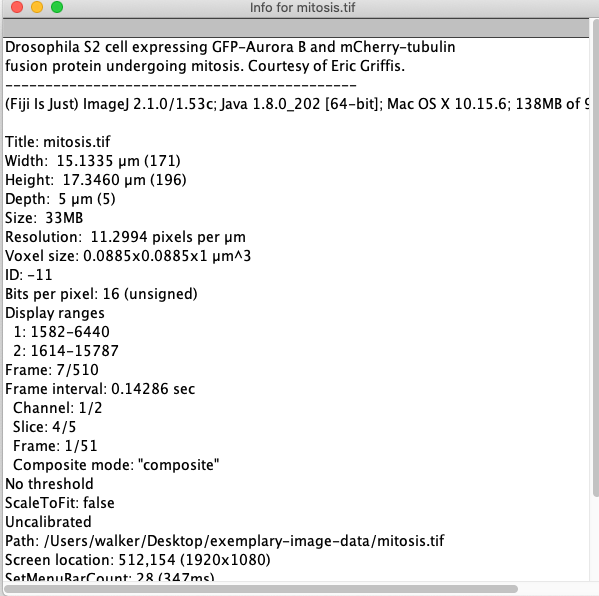 Info for mitosis.tif
Drosophila S2 cell expressing GFP-Aurora B and mCherry-tubulin
fusion protein undergoing mitosis. Courtesy of Eric Griffis.
--------------------------------------------
(Fiji Is Just) ImageJ 2.1.0/1.53c; Java 1.8.0_202 [64-bit]; Mac OS X 10.15.6; 138MB of
Title: mitosis.tif
Width:  15.1335 µm (171)
Height:  17.3460 µm (196)
Depth:  5 µm (5)
Size:  33MB
Resolution:  11.2994 pixels per µm
Voxel size: 0.0885x0.0885x1 µm^3
ID: -11
Bits per pixel: 16 (unsigned)
Display ranges
1: 1582-6440
2: 1614-15787
Frame: 7/510
Frame interval: 0.14286 sec
Channel: 1/2
Slice: 4/5
Frame: 1/51
Composite mode: "composite"
No threshold
ScaleToFit: false
Uncalibrated
Path: /Users/walker/Desktop/exemplary-image-data/mitosis.tif
Screen location: 512,154 (1920x1080)
SetMenuBarCount: 28 (347ms)